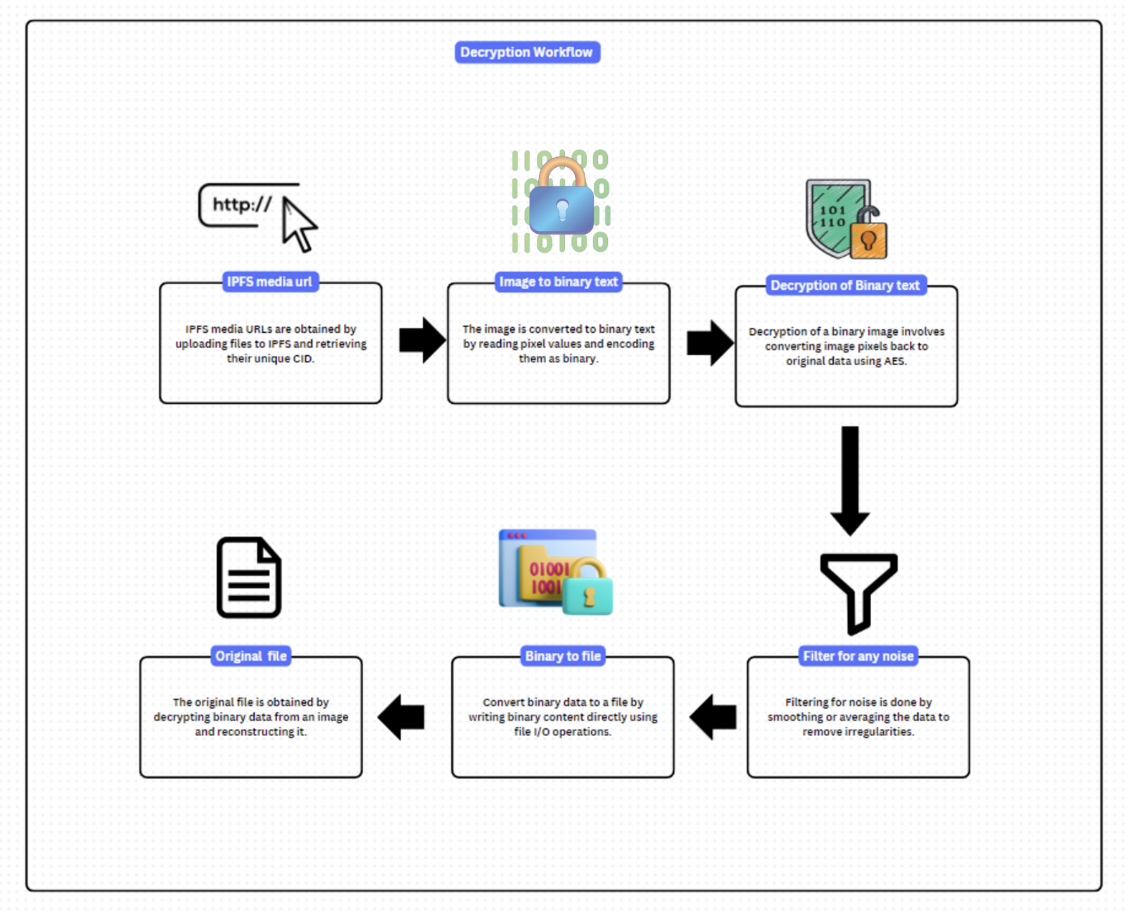 Decryption Workflow
110100
110100
http://
101
110
IPFS media url
Image to binary text
Decryption of Binary text
IPFS media URLs are obtained by
uploading files to IPFS and retrieving
their unique CID.
The image is converted to binary text
by reading pixel values and encoding
them as binary.
Decryption of a binary image involves
converting image pixels back to
original data using AES.
01001
1001
Original  file
Binary to file
Filter for any noise
The original file is obtained by
decrypting binary data from an image
and reconstructing it.
Convert binary data to a file by
writing binary content directly using
file I/O operations.
Filtering for noise is done by
smoothing or averaging the data to
remove irregularities.